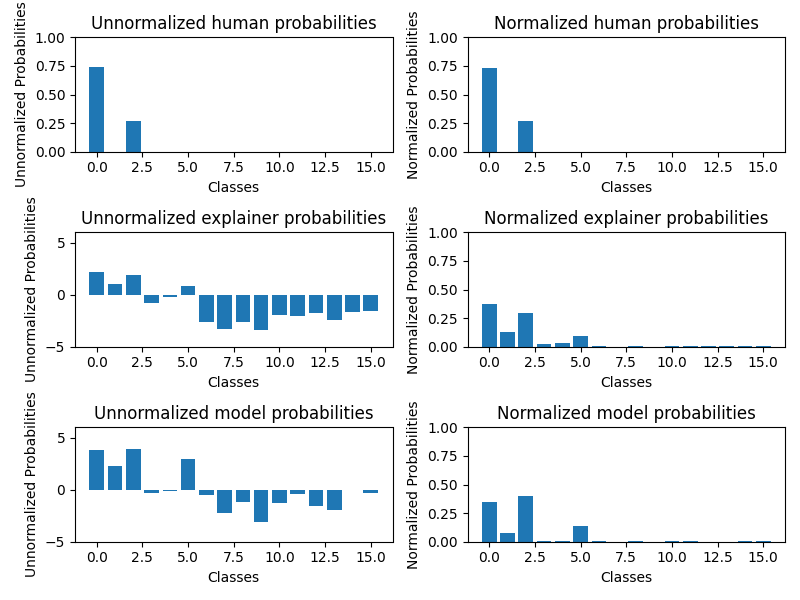 Unnormalized human probabilities
Unnormalized Probabilities
1.00
0.75
0.50
0.25
0.00
0.0 2.5 5.0 7.5 10.0 12.5 15.0
Classes
Normalized human probabilities
Normalized Probabilities
1.00
0.75
0.50
0.25
0.00
0.0 2.5 5.0 7.5 10.0 12.5 15.0
Classes
Unnormalized explainer probabilities
Unnormalized Probabilities
5
0
−5
0.0 2.5 5.0 7.5 10.0 12.5 15.0
Classes
Normalized explainer probabilities
Normalized Probabilities
1.00
0.75
0.50
0.25
0.00
0.0 2.5 5.0 7.5 10.0 12.5 15.0
Classes
Unnormalized model probabilities
Unnormalized Probabilities
5
0
−5
0.0 2.5 5.0 7.5 10.0 12.5 15.0
Classes
Normalized model probabilities
Normalized Probabilities
1.00
0.75
0.50
0.25
0.00
0.0 2.5 5.0 7.5 10.0 12.5 15.0
Classes